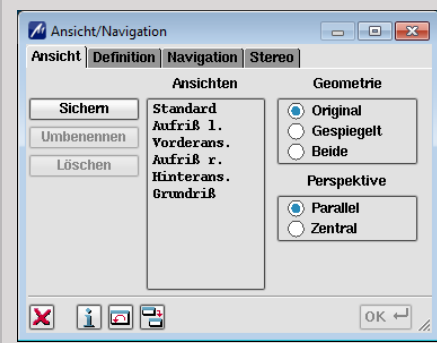 Ansicht/Navigation
Ansicht Definition Navigation Stereo
Ansichten
Geometrie
Sichern
Umbenennen
Löschen
Standard
Aufriß l.
Vorderans.
Aufriß r.
Hinterans.
Grundriß
Original
Gespiegelt
Beide
Perspektive
Parallel
Zentral
OK